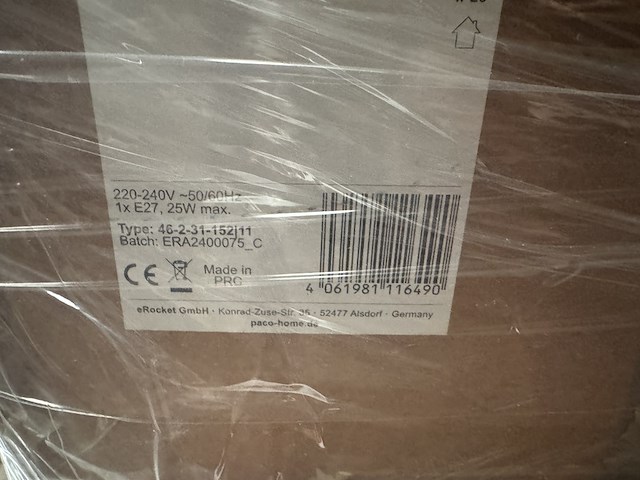 220-240V ~50/60Hz
1x E27, 25W max.
Type: 46-2-31-152|11
Batch: ERA2400075_C
CE
Made in
PRC
4 061981 116490
eRocket GmbH · Konrad-Zuse-Str. 35 · 52477 Alsdorf · Germany
paco-home.de